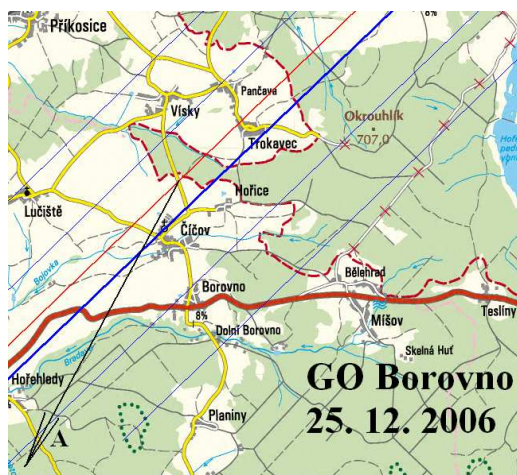 Příkosice
8%
Pančava
Vísky
Okrouhlík
707,0
Trokavec
Hořice
Lučiště
Číčov
Bojovka
Bělehrad
Borovno
Teslíny
8%
Míšov
Dolní Borovno
Skelná Huť
Hořehledy
GO Borovno
Planiny
25. 12. 2006
A